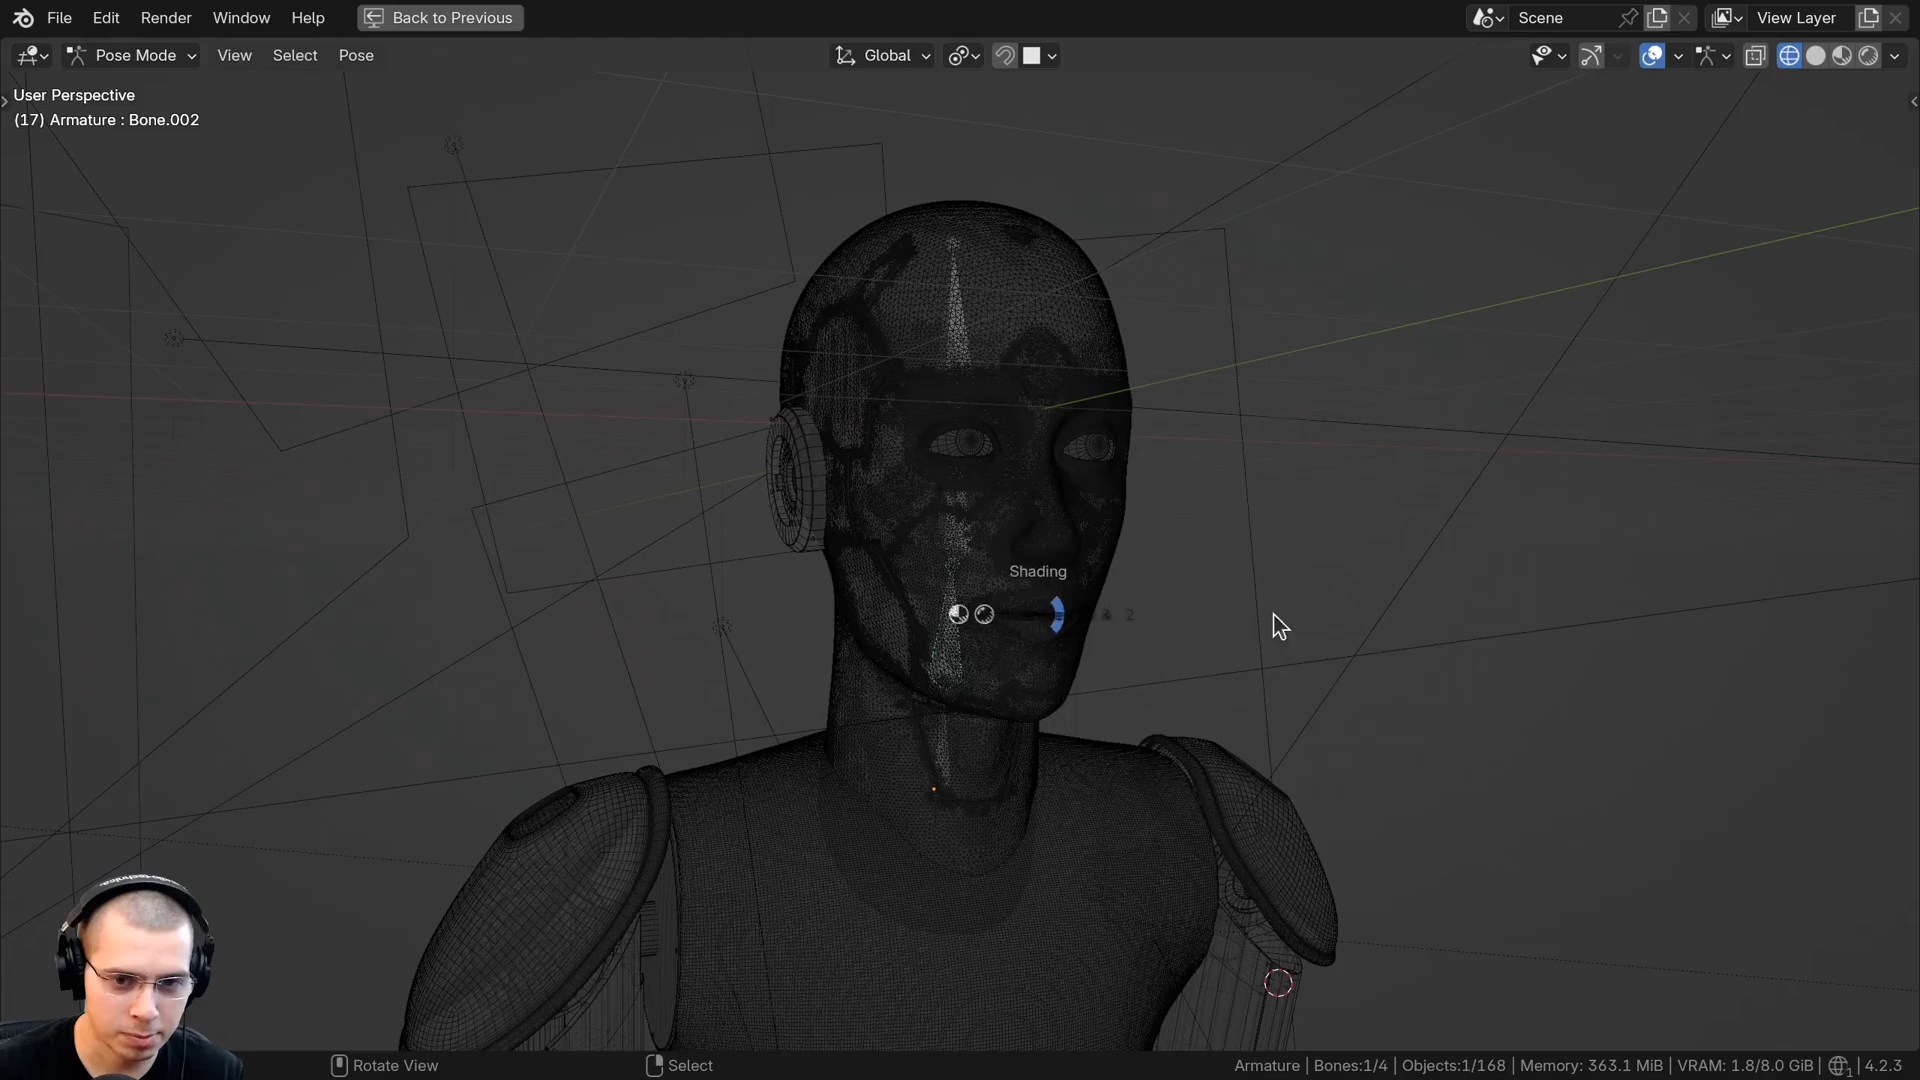 File Edit Render Window Help Back to Previous Scene View Layer
Pose Mode View Select Pose Global
User Perspective
(17) Armature : Bone.002
Shading
2
Rotate View Select Armature | Bones:1/4 | Objects:1/168 | Memory: 363.1 MiB | VRAM: 1.8/8.0 GiB | 4.2.3